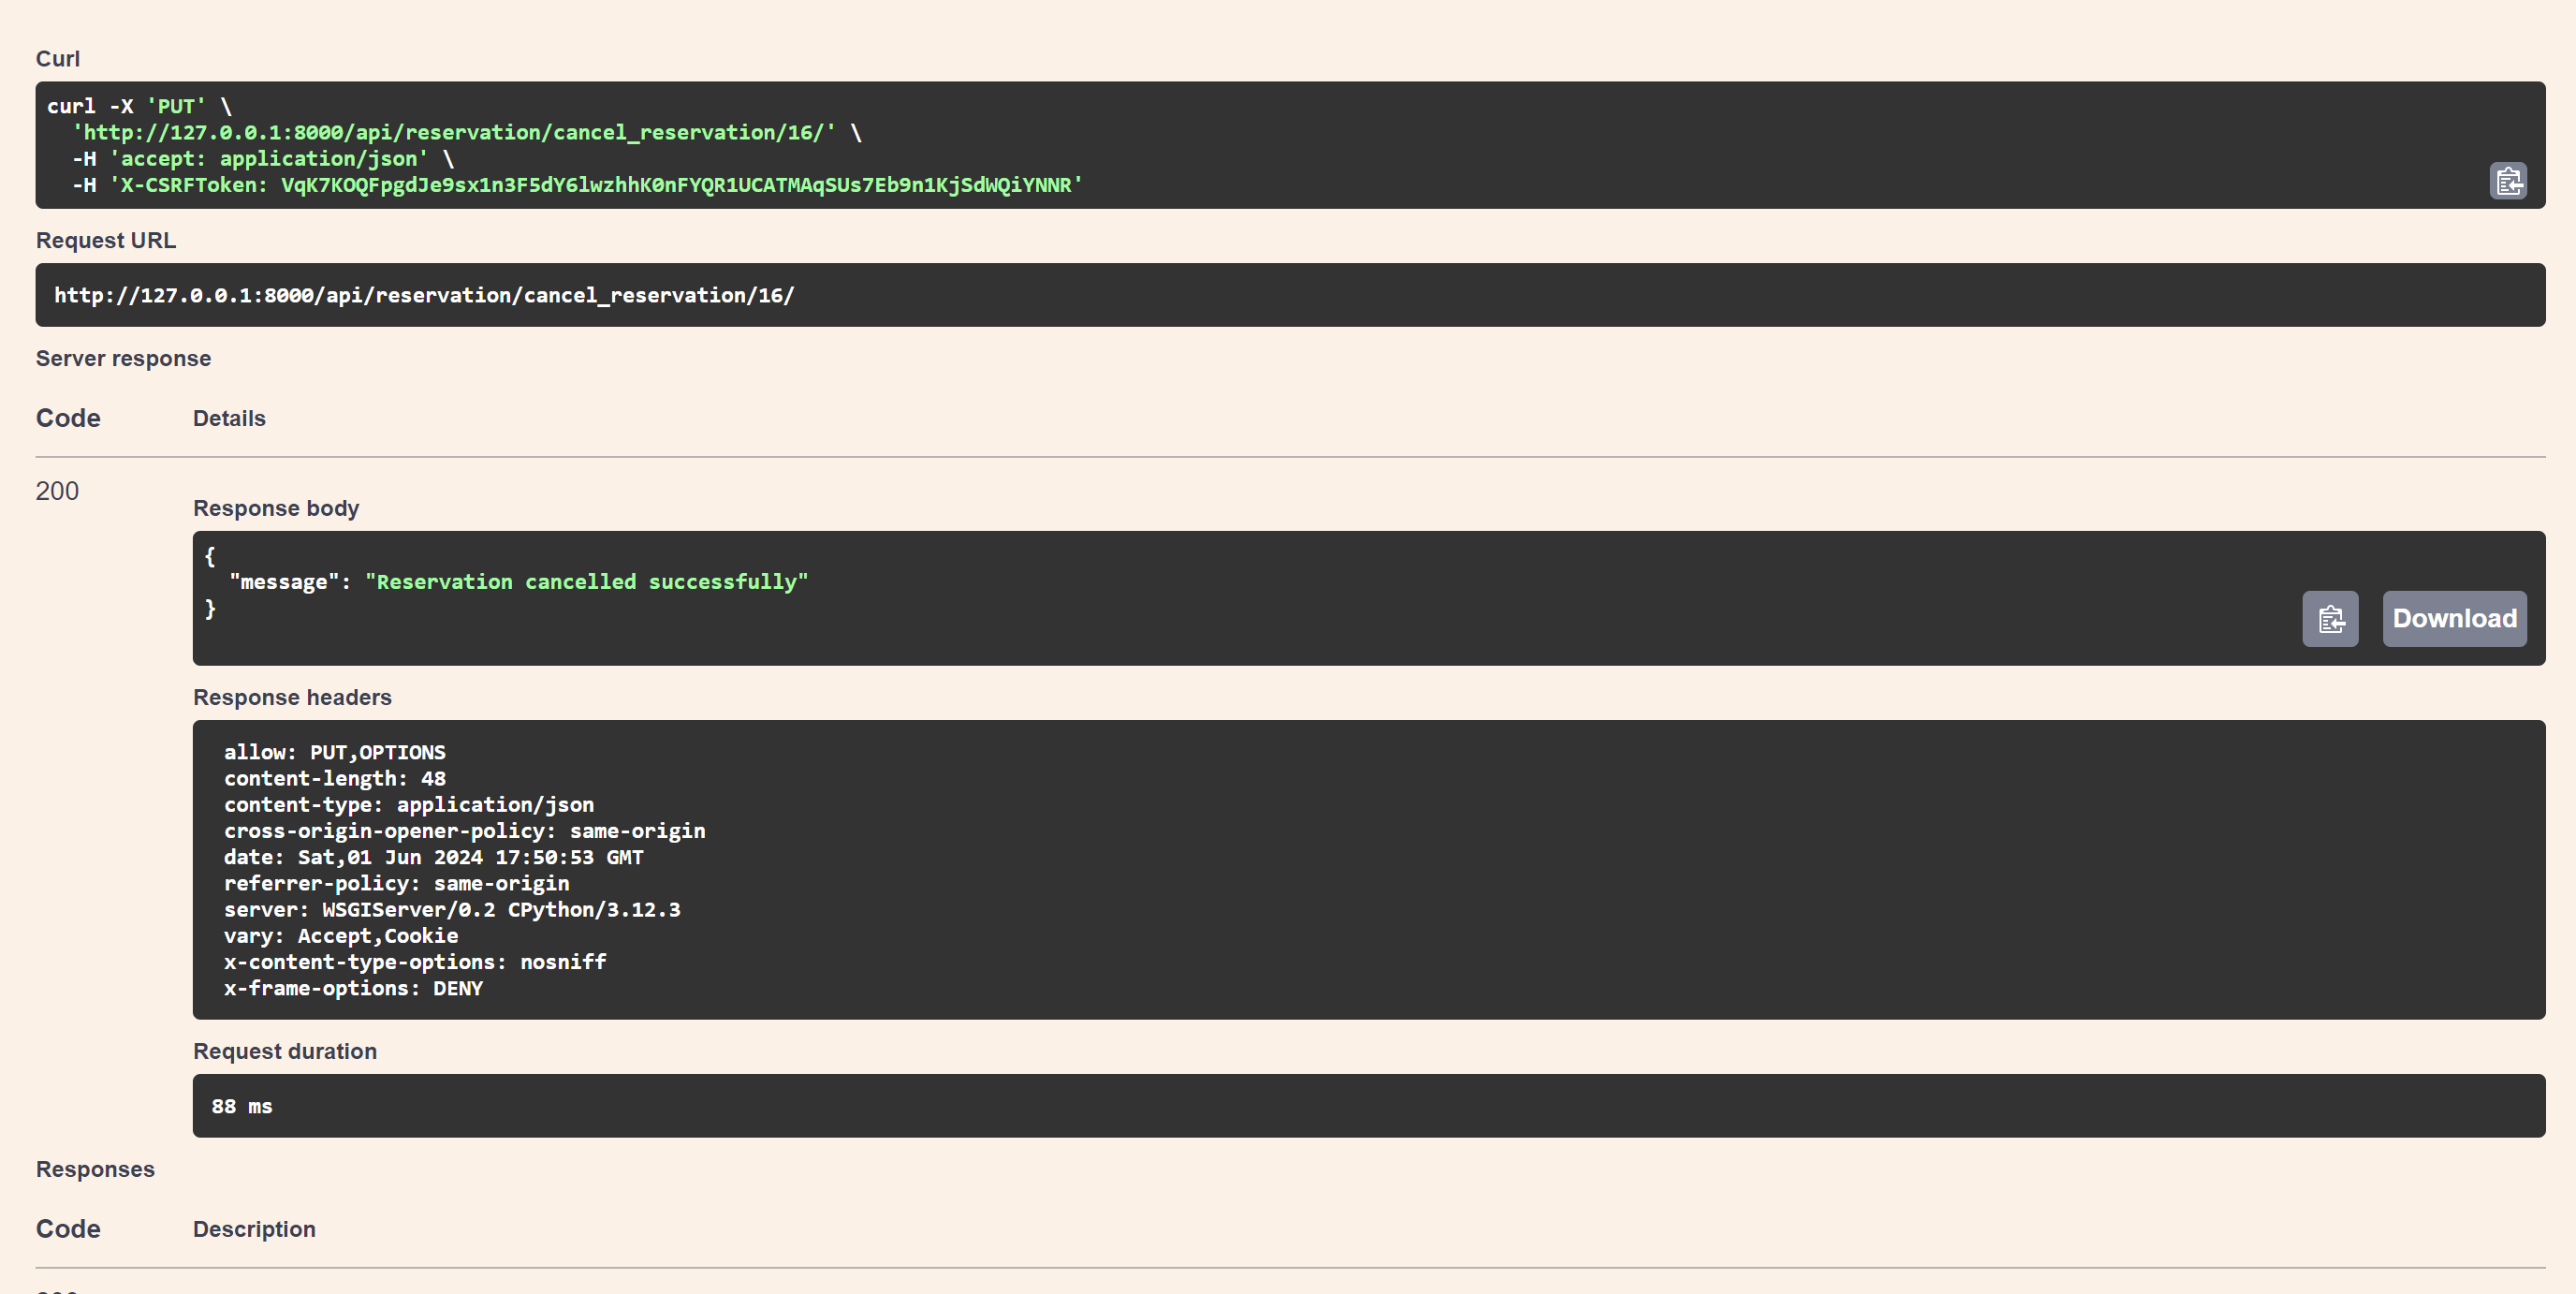 Curl
curl -X 'PUT' \
  'http://127.0.0.1:8000/api/reservation/cancel_reservation/16/' \
  -H 'accept: application/json' \
  -H 'X-CSRFToken: VqK7KOQFpgdJe9sx1n3F5dY6lwzhhK0nFYQR1UCATMAqSUs7Eb9n1KjSdWQiYNNR'
Request URL
http://127.0.0.1:8000/api/reservation/cancel_reservation/16/
Server response
Code Details
200
Response body
{
  "message": "Reservation cancelled successfully"
}
Download
Response headers
allow: PUT,OPTIONS
content-length: 48
content-type: application/json
cross-origin-opener-policy: same-origin
date: Sat,01 Jun 2024 17:50:53 GMT
referrer-policy: same-origin
server: WSGIServer/0.2 CPython/3.12.3
vary: Accept,Cookie
x-content-type-options: nosniff
x-frame-options: DENY
Request duration
88 ms
Responses
Code Description